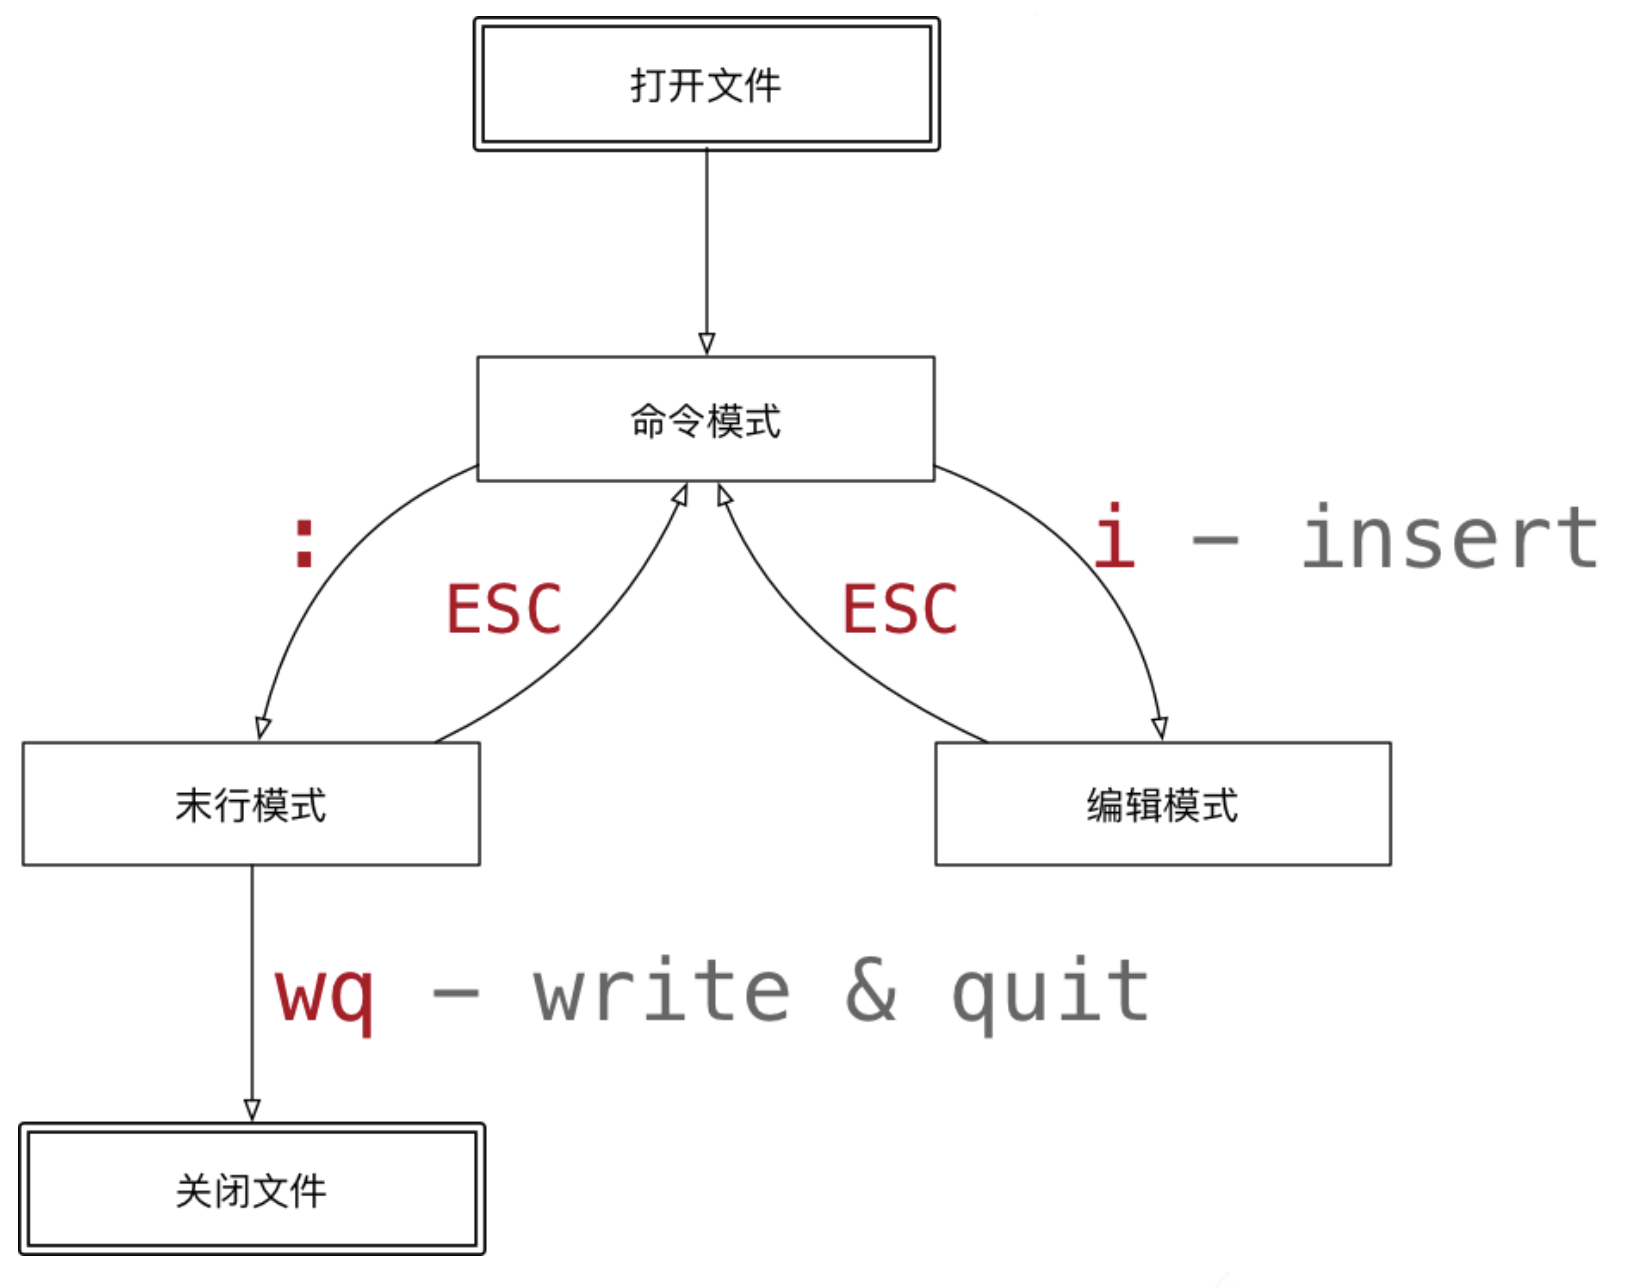 打开文件
命令模式
:
i - insert
ESC
ESC
末行模式
编辑模式
wq - write & quit
关闭文件